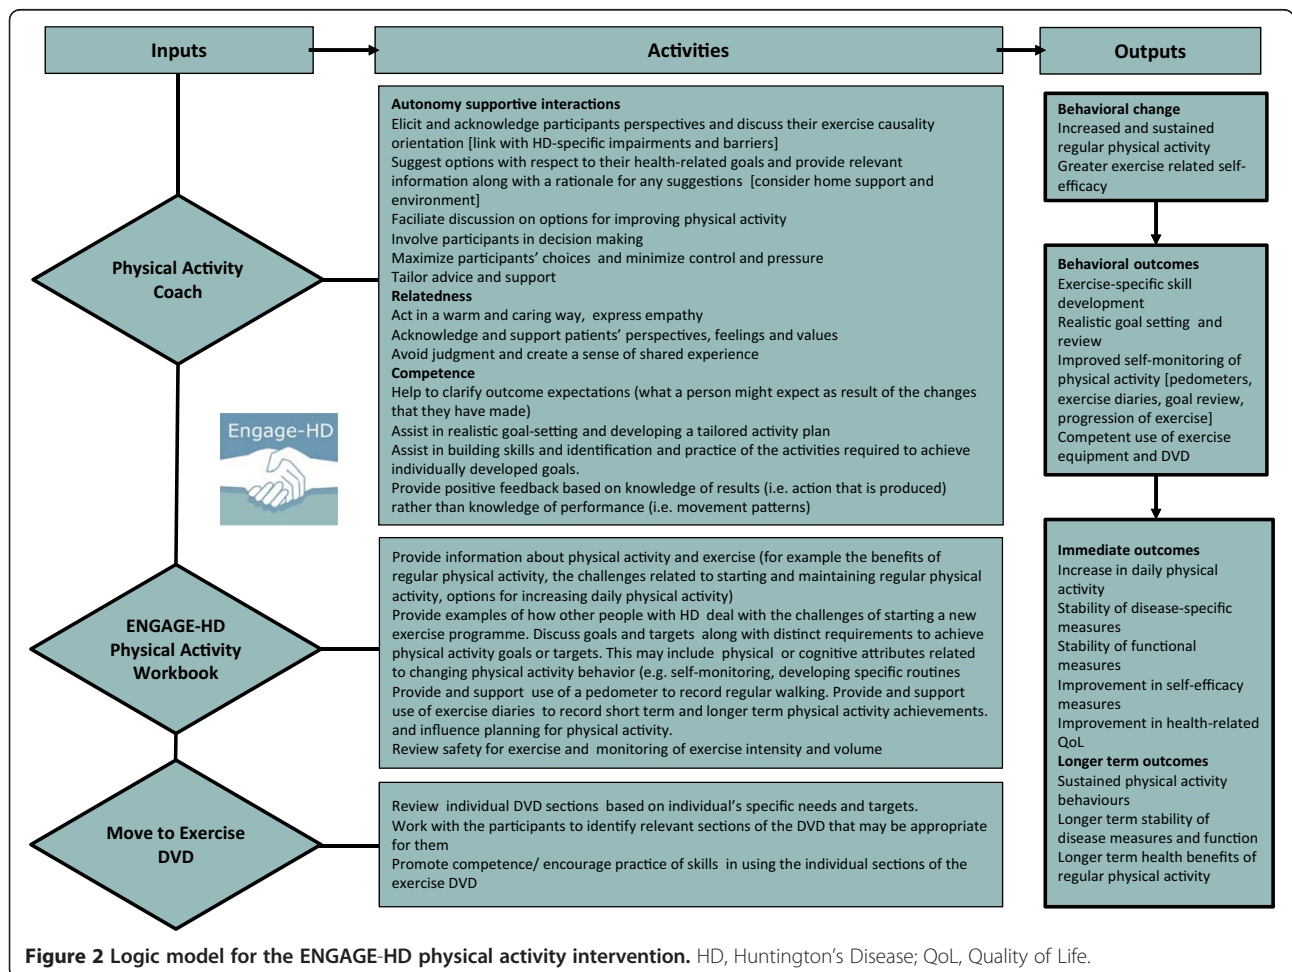 Inputs
Activities
Outputs
Physical Activity
Coach
Autonomy supportive interactions
Elicit and acknowledge participants perspectives and discuss their exercise causality
orientation [link with HD-specific impairments and barriers]
Suggest options with respect to their health-related goals and provide relevant
information along with a rationale for any suggestions [consider home support and
environment]
Faciliate discussion on options for improving physical activity
Involve participants in decision making
Maximize participants' choices and minimize control and pressure
Tailor advice and support
Relatedness
Act in a warm and caring way, express empathy
Acknowledge and support patients' perspectives, feelings and values
Avoid judgment and create a sense of shared experience
Competence
Help to clarify outcome expectations (what a person might expect as result of the changes
that they have made)
Assist in realistic goal-setting and developing a tailored activity plan
Assist in building skills and identification and practice of the activities required to achieve
individually developed goals.
Provide positive feedback based on knowledge of results (i.e. action that is produced)
rather than knowledge of performance (i.e. movement patterns)
Engage-HD
ENGAGE-HD
Physical Activity
Workbook
Provide information about physical activity and exercise (for example the benefits of
regular physical activity, the challenges related to starting and maintaining regular physical
activity, options for increasing daily physical activity)
Provide examples of how other people with HD deal with the challenges of starting a new
exercise programme. Discuss goals and targets along with distinct requirements to achieve
physical activity goals or targets. This may include physical or cognitive attributes related
to changing physical activity behavior (e.g. self-monitoring, developing specific routines
Provide and support use of a pedometer to record regular walking. Provide and support
use of exercise diaries to record short term and longer term physical activity achievements.
and influence planning for physical activity.
Review safety for exercise and monitoring of exercise intensity and volume
Move to Exercise
DVD
Review individual DVD sections based on individual's specific needs and targets.
Work with the participants to identify relevant sections of the DVD that may be appropriate
for them
Promote competence/ encourage practice of skills in using the individual sections of the
exercise DVD
Behavioral change
Increased and sustained
regular physical activity
Greater exercise related self-
efficacy
Behavioral outcomes
Exercise-specific skill
development
Realistic goal setting and
review
Improved self-monitoring of
physical activity [pedometers,
exercise diaries, goal review,
progression of exercise]
Competent use of exercise
equipment and DVD
Immediate outcomes
Increase in daily physical
activity
Stability of disease-specific
measures
Stability of functional
measures
Improvement in self-efficacy
measures
Improvement in health-related
QoL
Longer term outcomes
Sustained physical activity
behaviours
Longer term stability of
disease measures and function
Longer term health benefits of
regular physical activity
Figure 2 Logic model for the ENGAGE-HD physical activity intervention. HD, Huntington's Disease; QoL, Quality of Life.